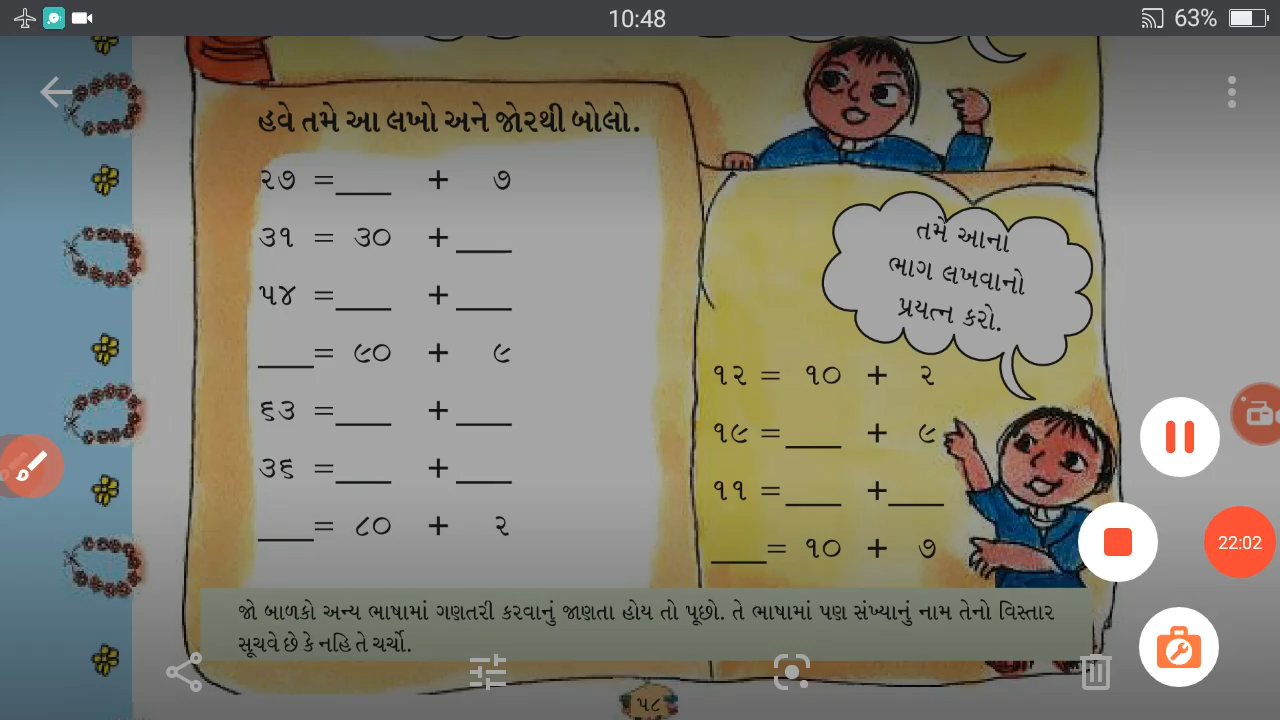 10:48
63%
હવે તમે આ લખો અને જોરથી બોલો.
૨૭ = ___ + ૭
૩૧ = ૩૦ + ___
૫૪ = ___ + ___
___ = ૯૦ + ૯
૬૩ = ___ + ___
૩૬ = ___ + ___
___ = ૮૦ + ૨
તમે આના
ભાગ લખવાનો
પ્રયત્ન કરો.
૧૨ = ૧૦ + ૨
૧૯ = ___ + ૯
૧૧ = ___ + ___
___ = ૧૦ + ૭
22:02
જો બાળકો અન્ય ભાષામાં ગણતરી કરવાનું જાણતા હોય તો પૂછો. તે ભાષામાં પણ સંખ્યાનું નામ તેનો વિસ્તાર
સૂચવે છે કે નહિ તે ચર્ચો.
૫૮